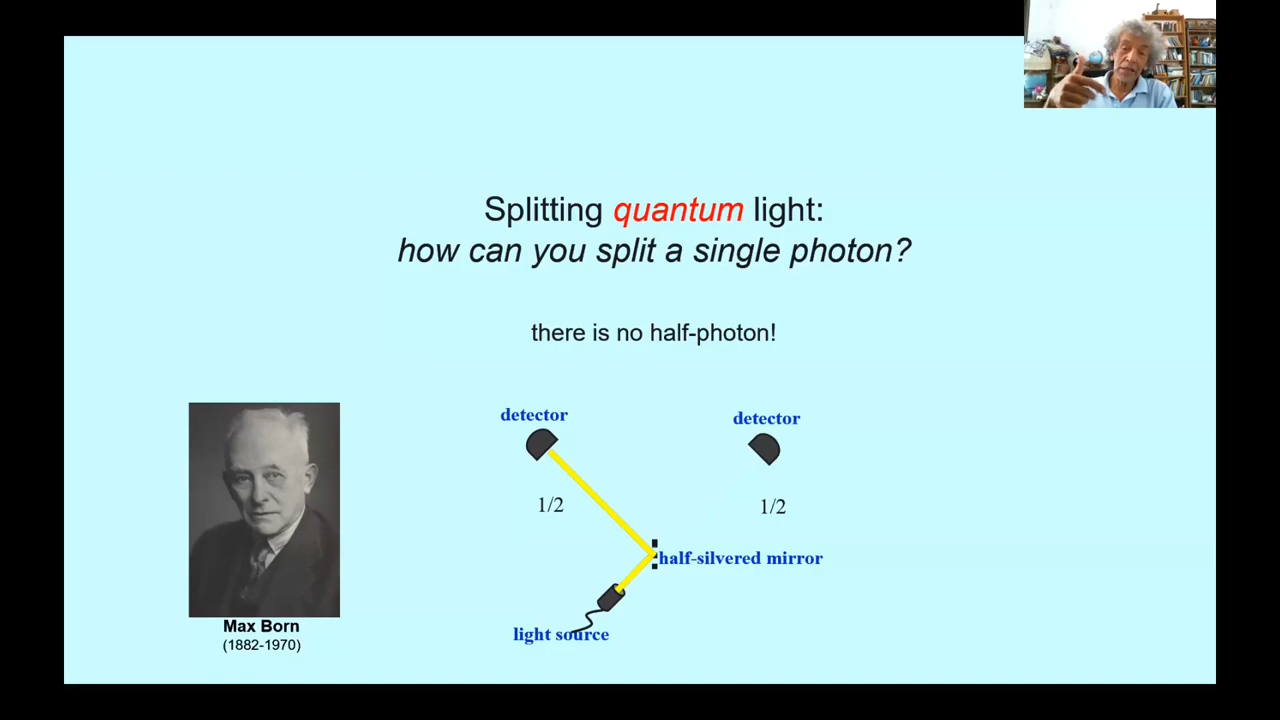 Splitting quantum light:
how can you split a single photon?
there is no half-photon!
detector
detector
1/2
1/2
half-silvered mirror
light source
Max Born
(1882-1970)